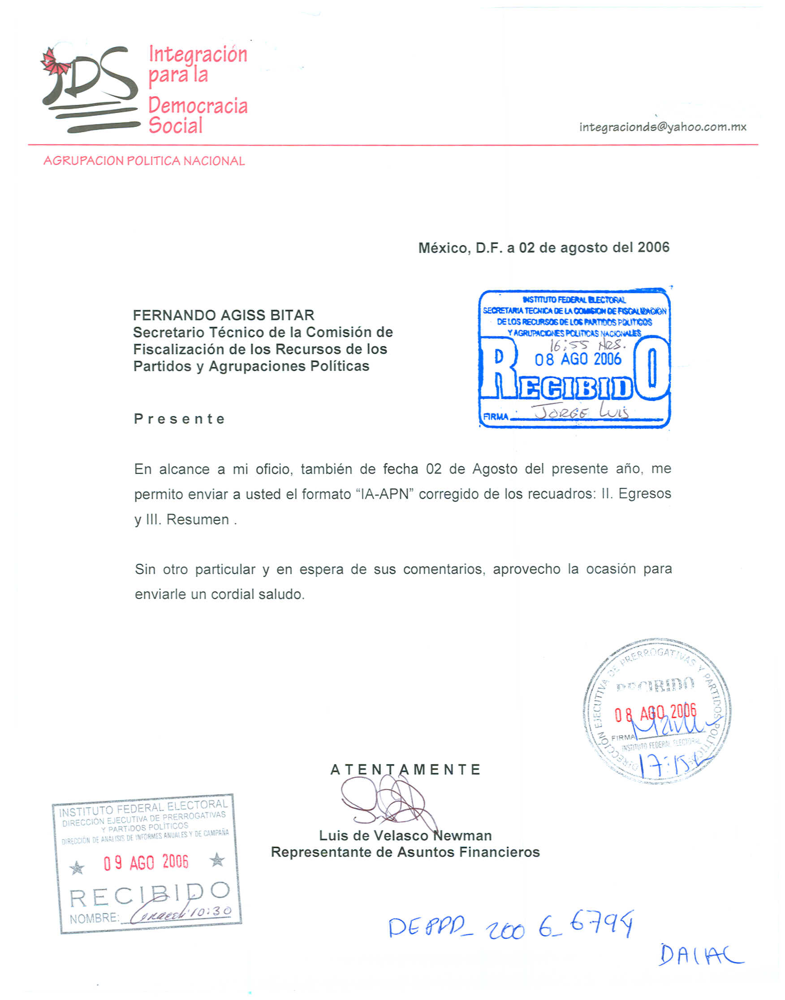 IDS
Integración
para la
Democracia
Social
integracionds@yahoo.com.mx
AGRUPACION POLITICA NACIONAL
México, D.F. a 02 de agosto del 2006
INSTITUTO FEDERAL ELECTORAL
SECRETARIA TECNICA DE LA COMISION DE FISCALIZACION
DE LOS RECURSOS DE LOS PARTIDOS POLITICOS
Y AGRUPACIONES POLITICAS NACIONALES
16:55 HRS.
08 AGO 2006
RECIBIDO
FIRMA JORGE LUIS
FERNANDO AGISS BITAR
Secretario Técnico de la Comisión de
Fiscalización de los Recursos de los
Partidos y Agrupaciones Políticas
Presente
En alcance a mi oficio, también de fecha 02 de Agosto del presente año, me
permito enviar a usted el formato “IA-APN” corregido de los recuadros: II. Egresos
y III. Resumen .
Sin otro particular y en espera de sus comentarios, aprovecho la ocasión para
enviarle un cordial saludo.
DIRECCIÓN EJECUTIVA DE PRERROGATIVAS Y PARTIDOS POLITICOS
RECIBIDO
08 AGO 2006
FIRMA
INSTITUTO FEDERAL ELECTORAL
17:15
ATENTAMENTE
Luis de Velasco Newman
Representante de Asuntos Financieros
INSTITUTO FEDERAL ELECTORAL
DIRECCIÓN EJECUTIVA DE PRERROGATIVAS
Y PARTIDOS POLÍTICOS
DIRECCIÓN DE ANALISIS DE INFORMES ANUALES Y DE CAMPAÑA
09 AGO 2006
RECIBIDO
NOMBRE: 10:30
DEPPP_2006_6794
DAIAC